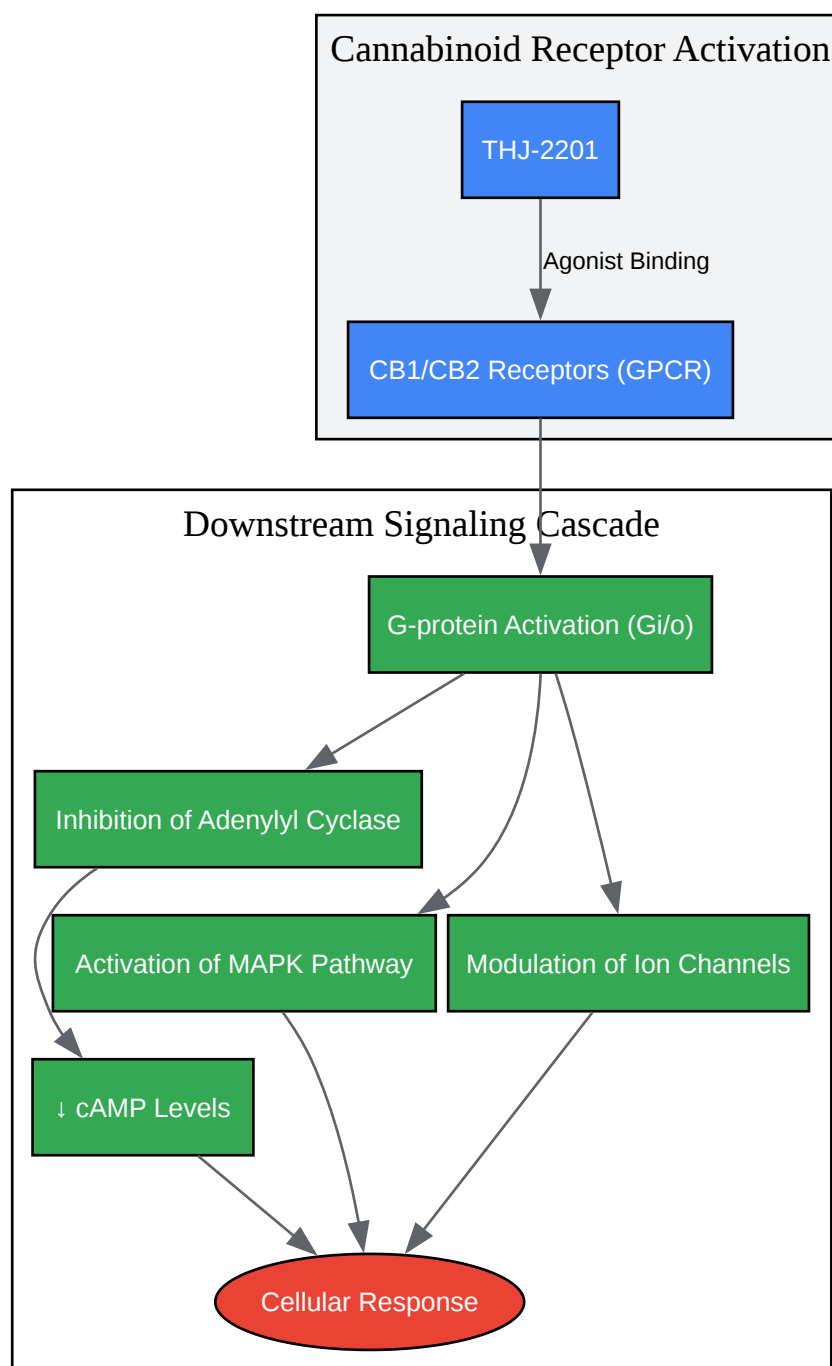 Cannabinoid Receptor Activation
THJ-2201
Agonist Binding
CB1/CB2 Receptors (GPCR)
Downstream Signaling Cascade
G-protein Activation (Gi/o)
Inhibition of Adenylyl Cyclase
Activation of MAPK Pathway
Modulation of Ion Channels
↓ cAMP Levels
Cellular Response